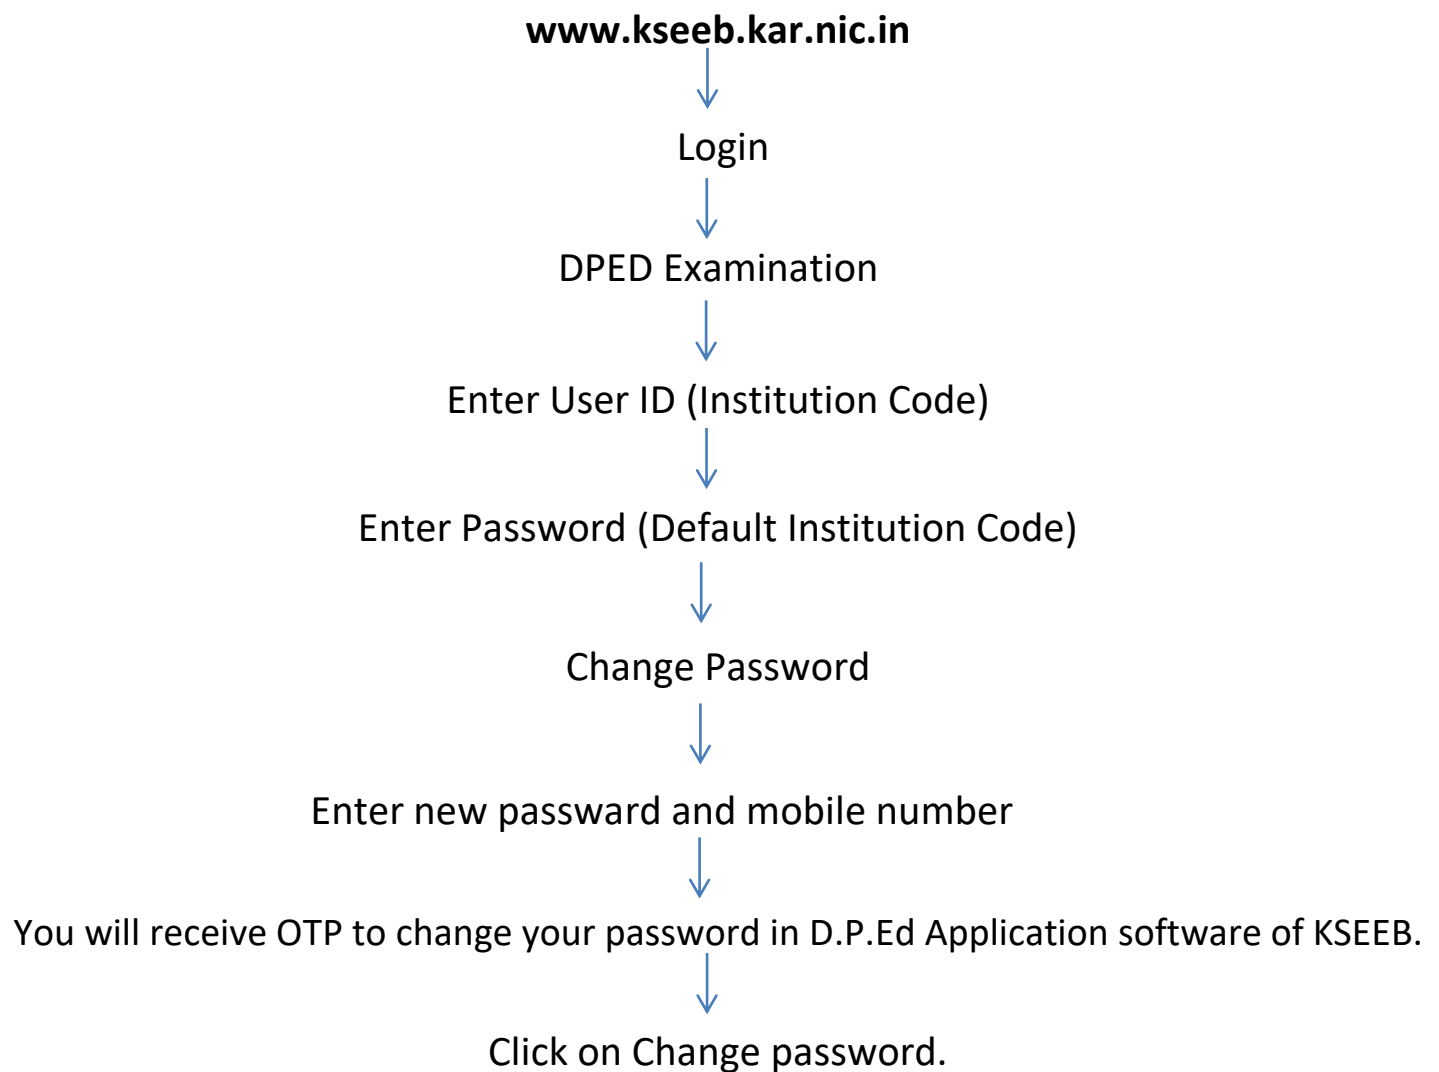 www.kseeb.kar.nic.in
Login
DPED Examination
Enter User ID (Institution Code)
Enter Password (Default Institution Code)
Change Password
Enter new passward and mobile number
You will receive OTP to change your password in D.P.Ed Application software of KSEEB.
Click on Change password.